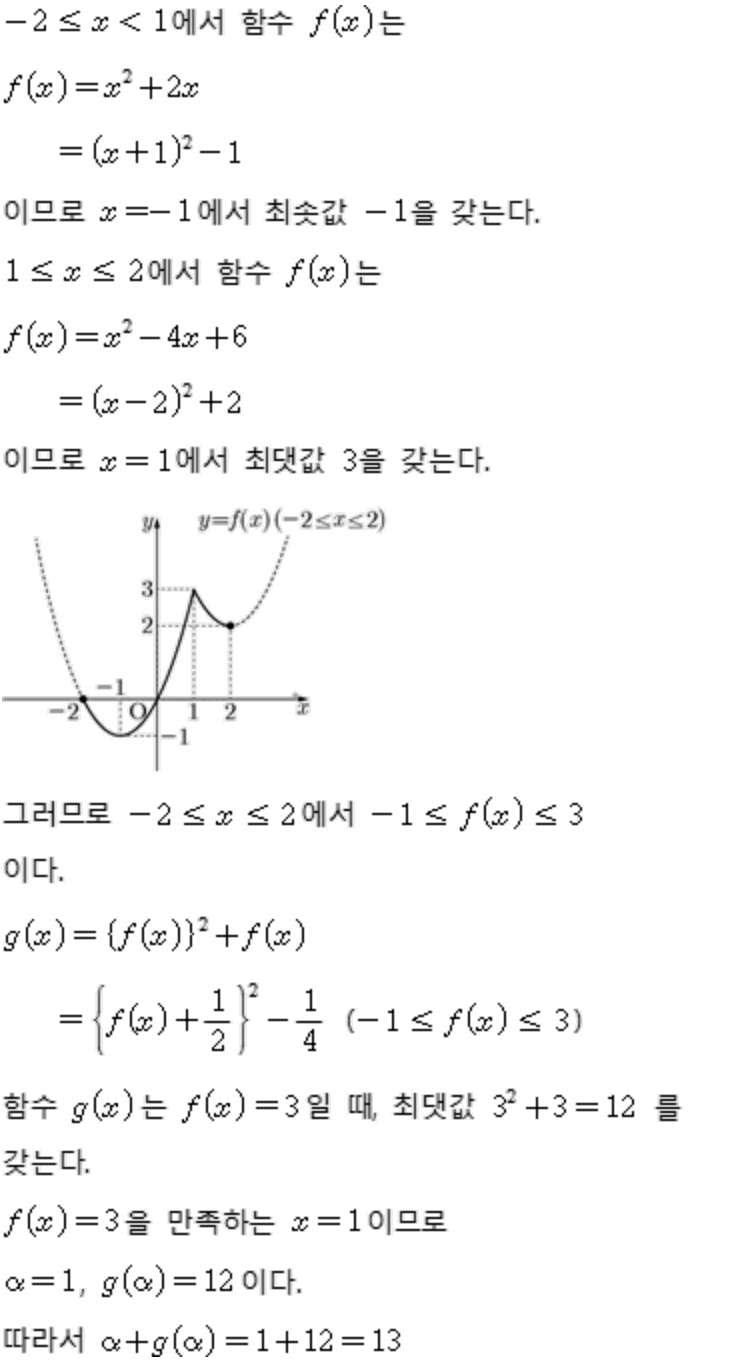 −2 ≤ x < 1에서 함수 f(x)는
f(x) = x² + 2x
= (x+1)² − 1
이므로 x = −1에서 최솟값 −1을 갖는다.
1 ≤ x ≤ 2에서 함수 f(x)는
f(x) = x² − 4x + 6
= (x−2)² + 2
이므로 x = 1에서 최댓값 3을 갖는다.
y y=f(x)(−2≤x≤2)
3
2
−1
−2 O 1 2 x
−1
그러므로 −2 ≤ x ≤ 2에서 −1 ≤ f(x) ≤ 3
이다.
g(x) = {f(x)}² + f(x)
= {f(x) + 1/2}² − 1/4 (−1 ≤ f(x) ≤ 3)
함수 g(x)는 f(x) = 3일 때, 최댓값 3² + 3 = 12 를
갖는다.
f(x) = 3을 만족하는 x = 1이므로
α = 1, g(α) = 12이다.
따라서 α + g(α) = 1 + 12 = 13